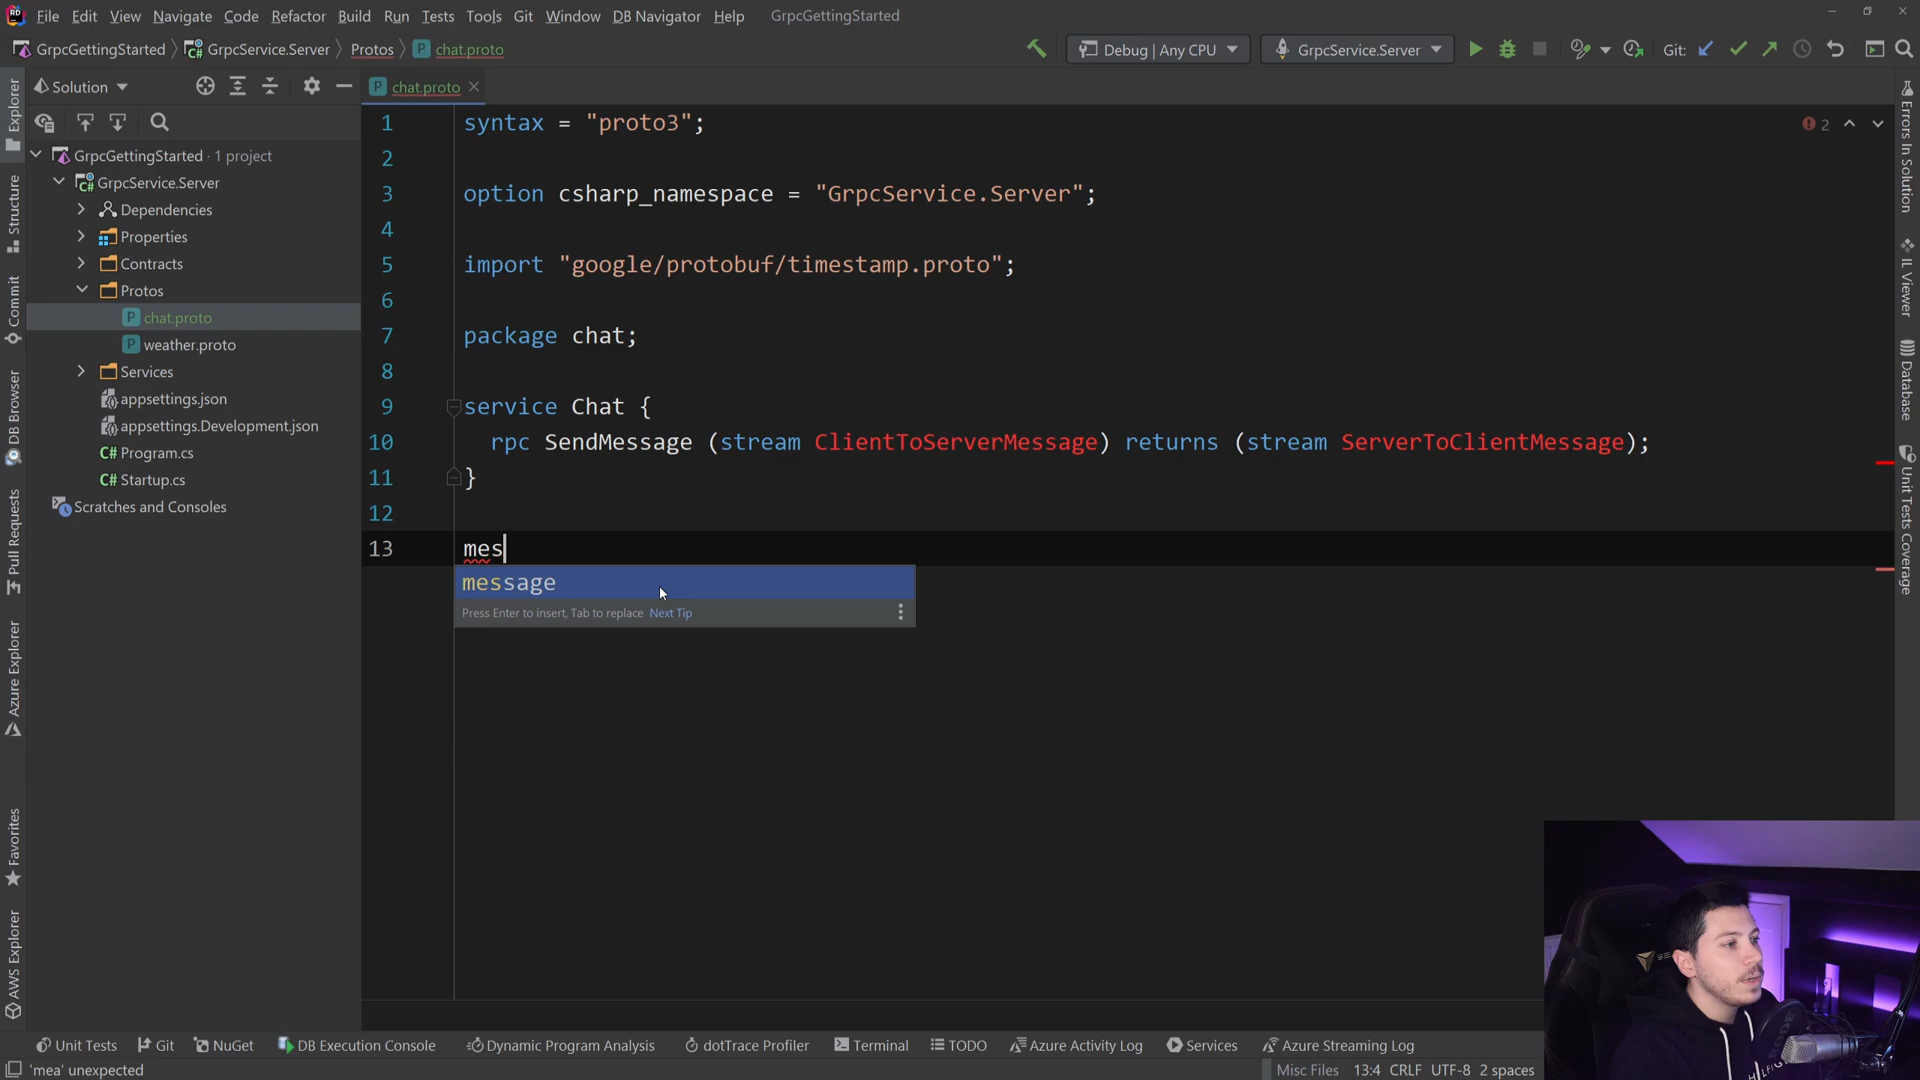 File Edit View Navigate Code Refactor Build Run Tests Tools Git Window DB Navigator Help GrpcGettingStarted
GrpcGettingStarted GrpcService.Server Protos chat.proto Debug | Any CPU GrpcService.Server Git:
Solution
chat.proto
GrpcGettingStarted · 1 project
GrpcService.Server
Dependencies
Properties
Contracts
Protos
chat.proto
weather.proto
Services
appsettings.json
appsettings.Development.json
C# Program.cs
C# Startup.cs
Scratches and Consoles
1 syntax = "proto3";
2
3 option csharp_namespace = "GrpcService.Server";
4
5 import "google/protobuf/timestamp.proto";
6
7 package chat;
8
9 service Chat {
10 rpc SendMessage (stream ClientToServerMessage) returns (stream ServerToClientMessage);
11 }
12
13 mes
message
Press Enter to insert, Tab to replace Next Tip
2
Explorer
Structure
Commit
DB Browser
Pull Requests
Azure Explorer
Favorites
AWS Explorer
Errors In Solution
IL Viewer
Database
Unit Tests Coverage
Unit Tests Git NuGet DB Execution Console Dynamic Program Analysis dotTrace Profiler Terminal TODO Azure Activity Log Services Azure Streaming Log
'mea' unexpected Misc Files 13:4 CRLF UTF-8 2 spaces